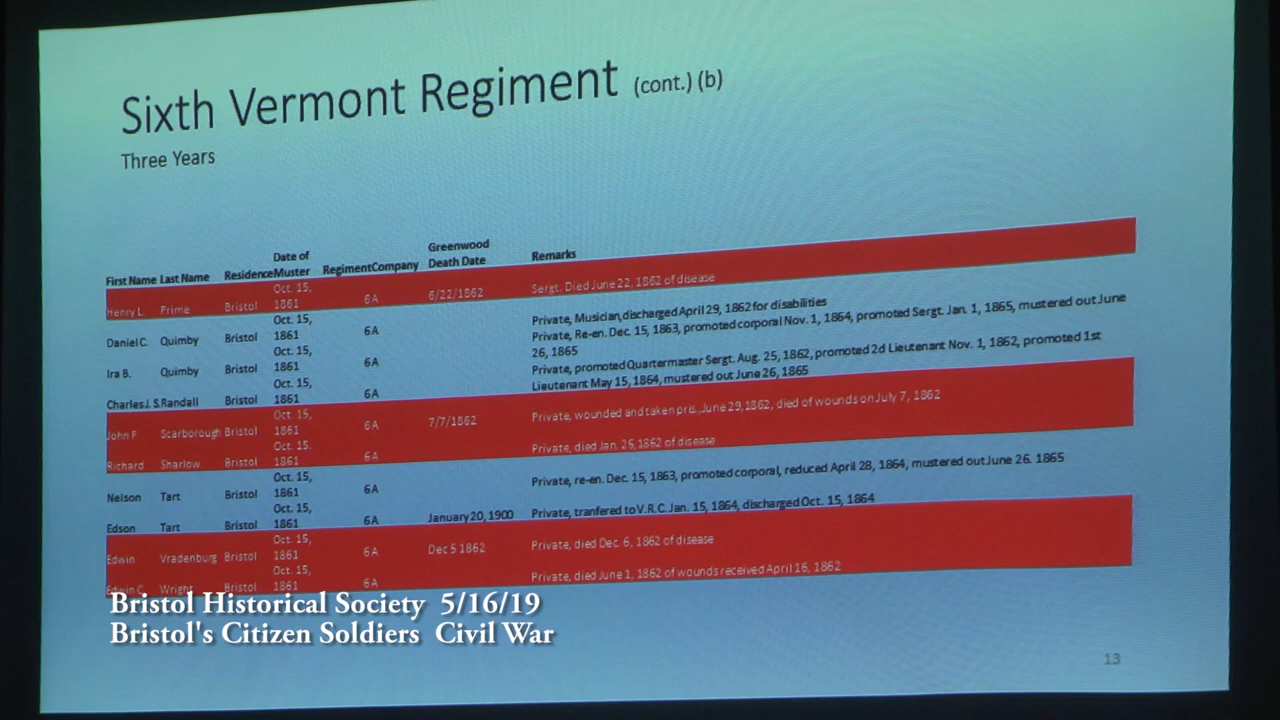 Sixth Vermont Regiment (cont.) (b)
Three Years
First Name Last Name Residence Date of Muster Regiment Company Greenwood Death Date Remarks
Henry L. Prime Bristol Oct. 15, 1861 6A 6/22/1862 Sergt. Died June 22, 1862 of disease
Daniel C. Quimby Bristol Oct. 15, 1861 6A Private, Musician, discharged April 29, 1862 for disabilities
Ira B. Quimby Bristol Oct. 15, 1861 6A Private, Re-en. Dec. 15, 1863, promoted corporal Nov. 1, 1864, promoted Sergt. Jan. 1, 1865, mustered out June 26, 1865
Charles J. S. Randall Bristol Oct. 15, 1861 6A Private, promoted Quartermaster Sergt. Aug. 25, 1862, promoted 2d Lieutenant Nov. 1, 1862, promoted 1st Lieutenant May 15, 1864, mustered out June 26, 1865
John F Scarborough Bristol Oct. 15, 1861 6A 7/7/1862 Private, wounded and taken pris. June 29,1862, died of wounds on July 7, 1862
Richard Sharlow Bristol Oct. 15. 1861 6A Private, died Jan. 25, 1862 of disease
Nelson Tart Bristol Oct. 15, 1861 6A Private, re-en. Dec. 15, 1863, promoted corporal, reduced April 28, 1864, mustered out June 26. 1865
Edson Tart Bristol Oct. 15, 1861 6A January 20, 1900 Private, tranfered to V.R.C. Jan. 15, 1864, discharged Oct. 15, 1864
Edwin Vradenburg Bristol Oct. 15, 1861 6A Dec 5 1862 Private, died Dec. 6, 1862 of disease
Edwin C. Wright Bristol Oct. 15, 1861 6A Private, died June 1, 1862 of wounds received April 16, 1862
Bristol Historical Society 5/16/19
Bristol's Citizen Soldiers Civil War
13